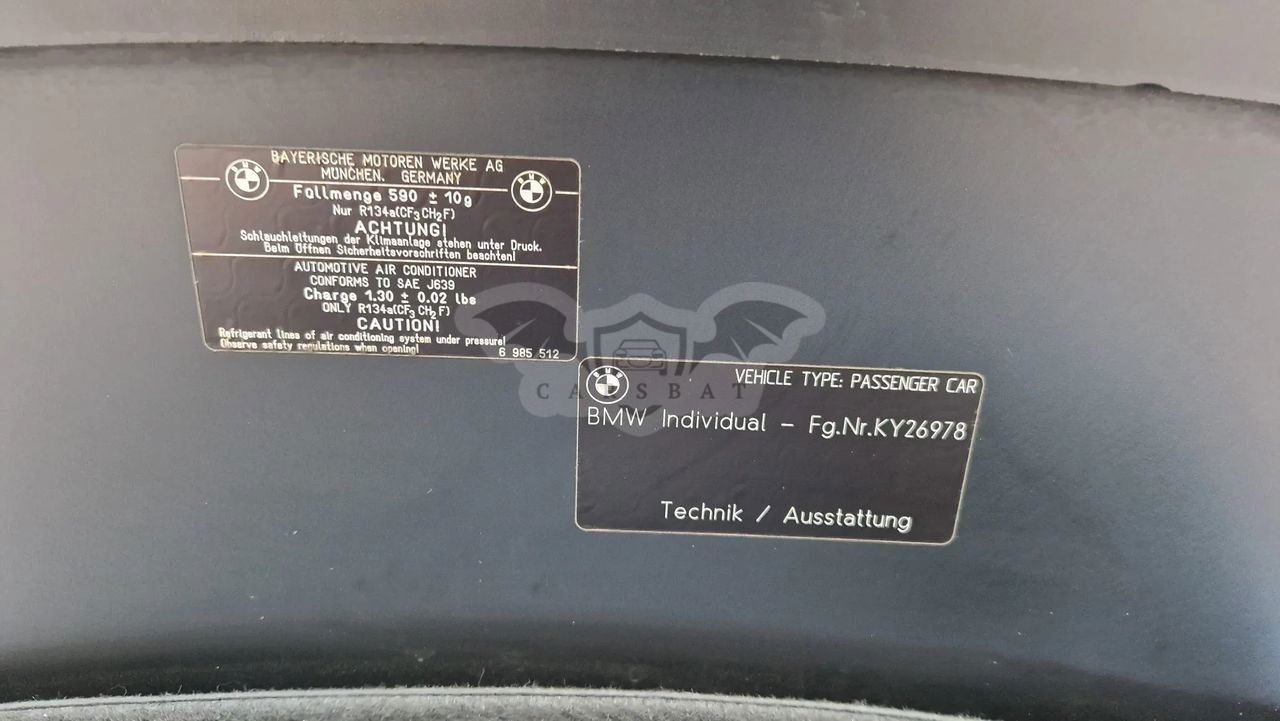 BAYERISCHE MOTOREN WERKE AG
MÜNCHEN. GERMANY
BMW
BMW
Füllmenge 590 ± 10g
Nur R134a(CF3CH2F)
ACHTUNG!
Schlauchleitungen der Klimaanlage stehen unter Druck.
Beim Öffnen Sicherheitsvorschriften beachten!
AUTOMOTIVE AIR CONDITIONER
CONFORMS TO SAE J639
Charge 1.30 ± 0.02 lbs
ONLY R134a(CF3CH2F)
CAUTION!
Refrigerant lines of air conditioning system under pressure!
Observe safety regulations when opening!
6 985 512
CARSBAT
BMW
VEHICLE TYPE: PASSENGER CAR
BMW Individual - Fg.Nr.KY26978
Technik / Ausstattung